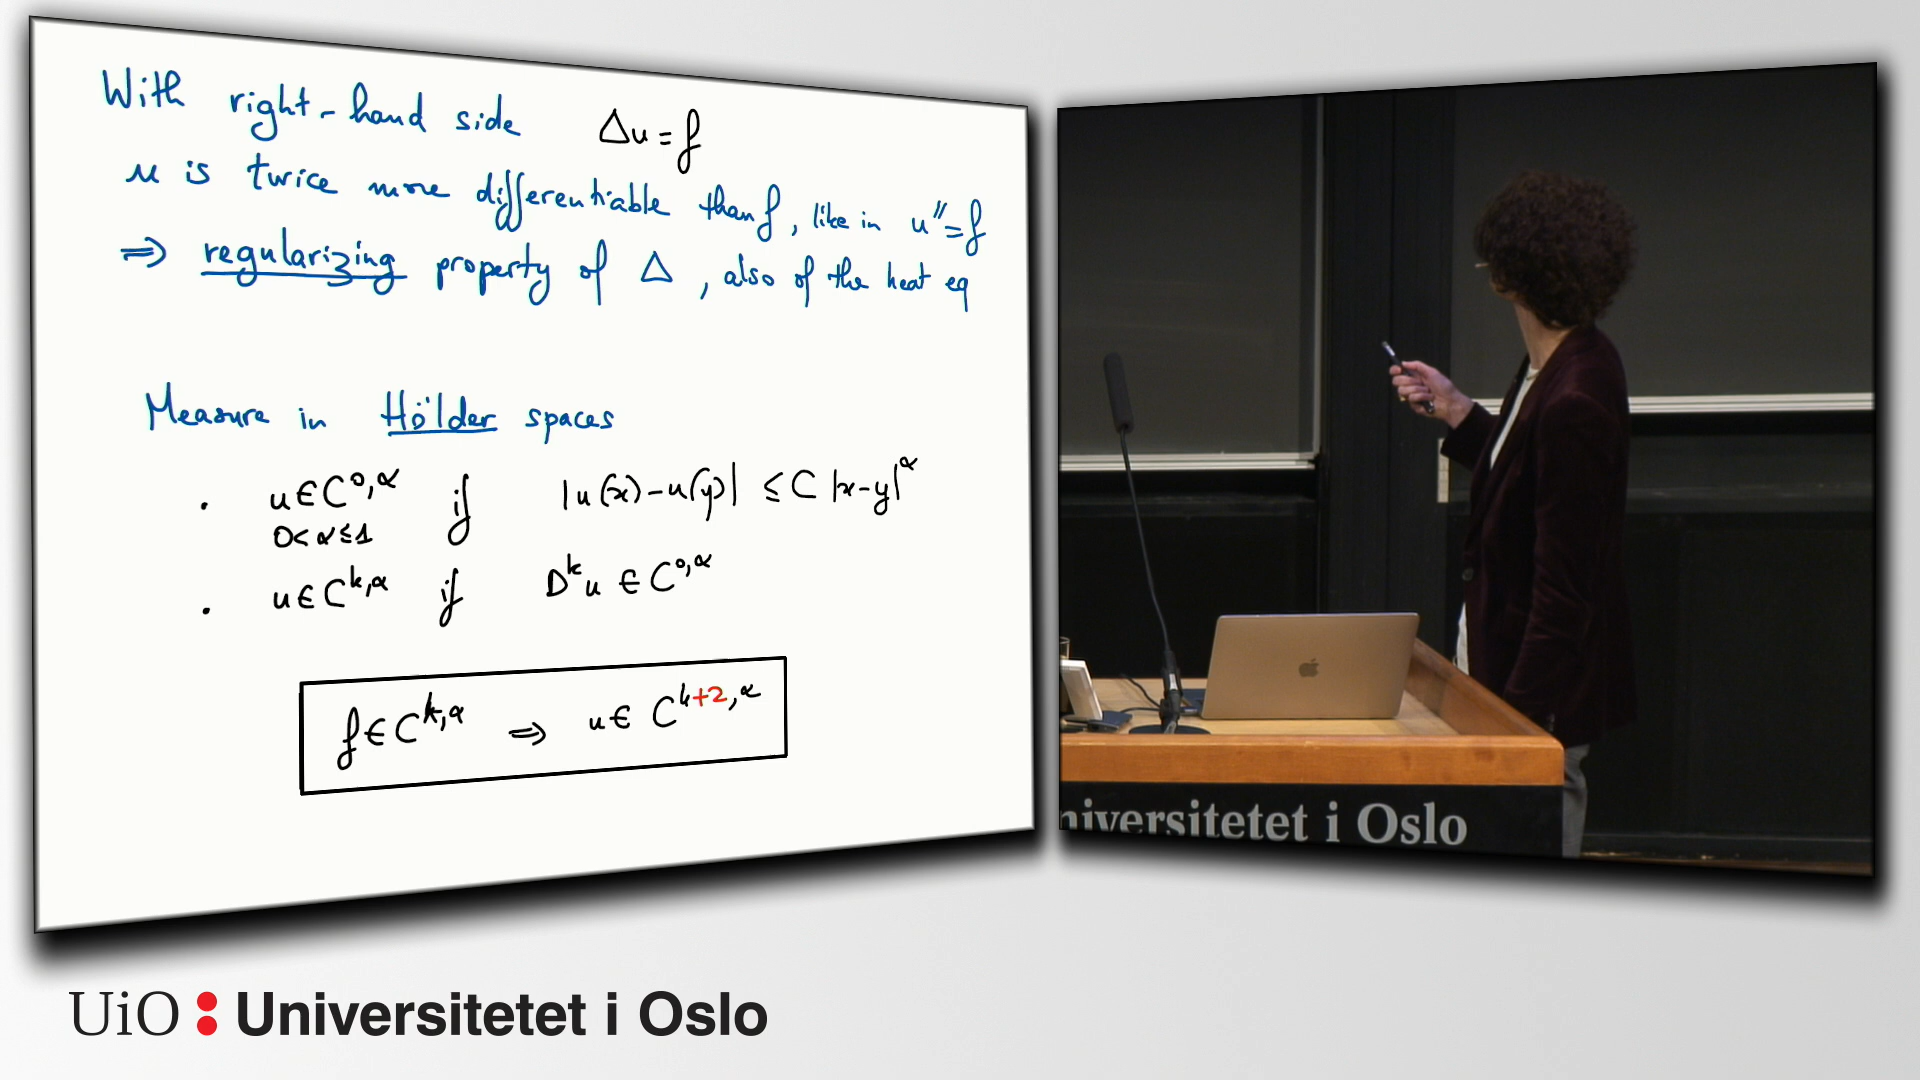 With right-hand side Δu = f
u is twice more differentiable than f, like in u″ = f
⇒ regularizing property of Δ, also of the heat eq
Measure in Hölder spaces
· u ∈ C^{0,α} if |u(x) - u(y)| ≤ C |x-y|^α
0 < α ≤ 1
· u ∈ C^{k,α} if D^k u ∈ C^{0,α}
f ∈ C^{k,α} ⇒ u ∈ C^{k+2,α}
niversitetet i Oslo
UiO : Universitetet i Oslo